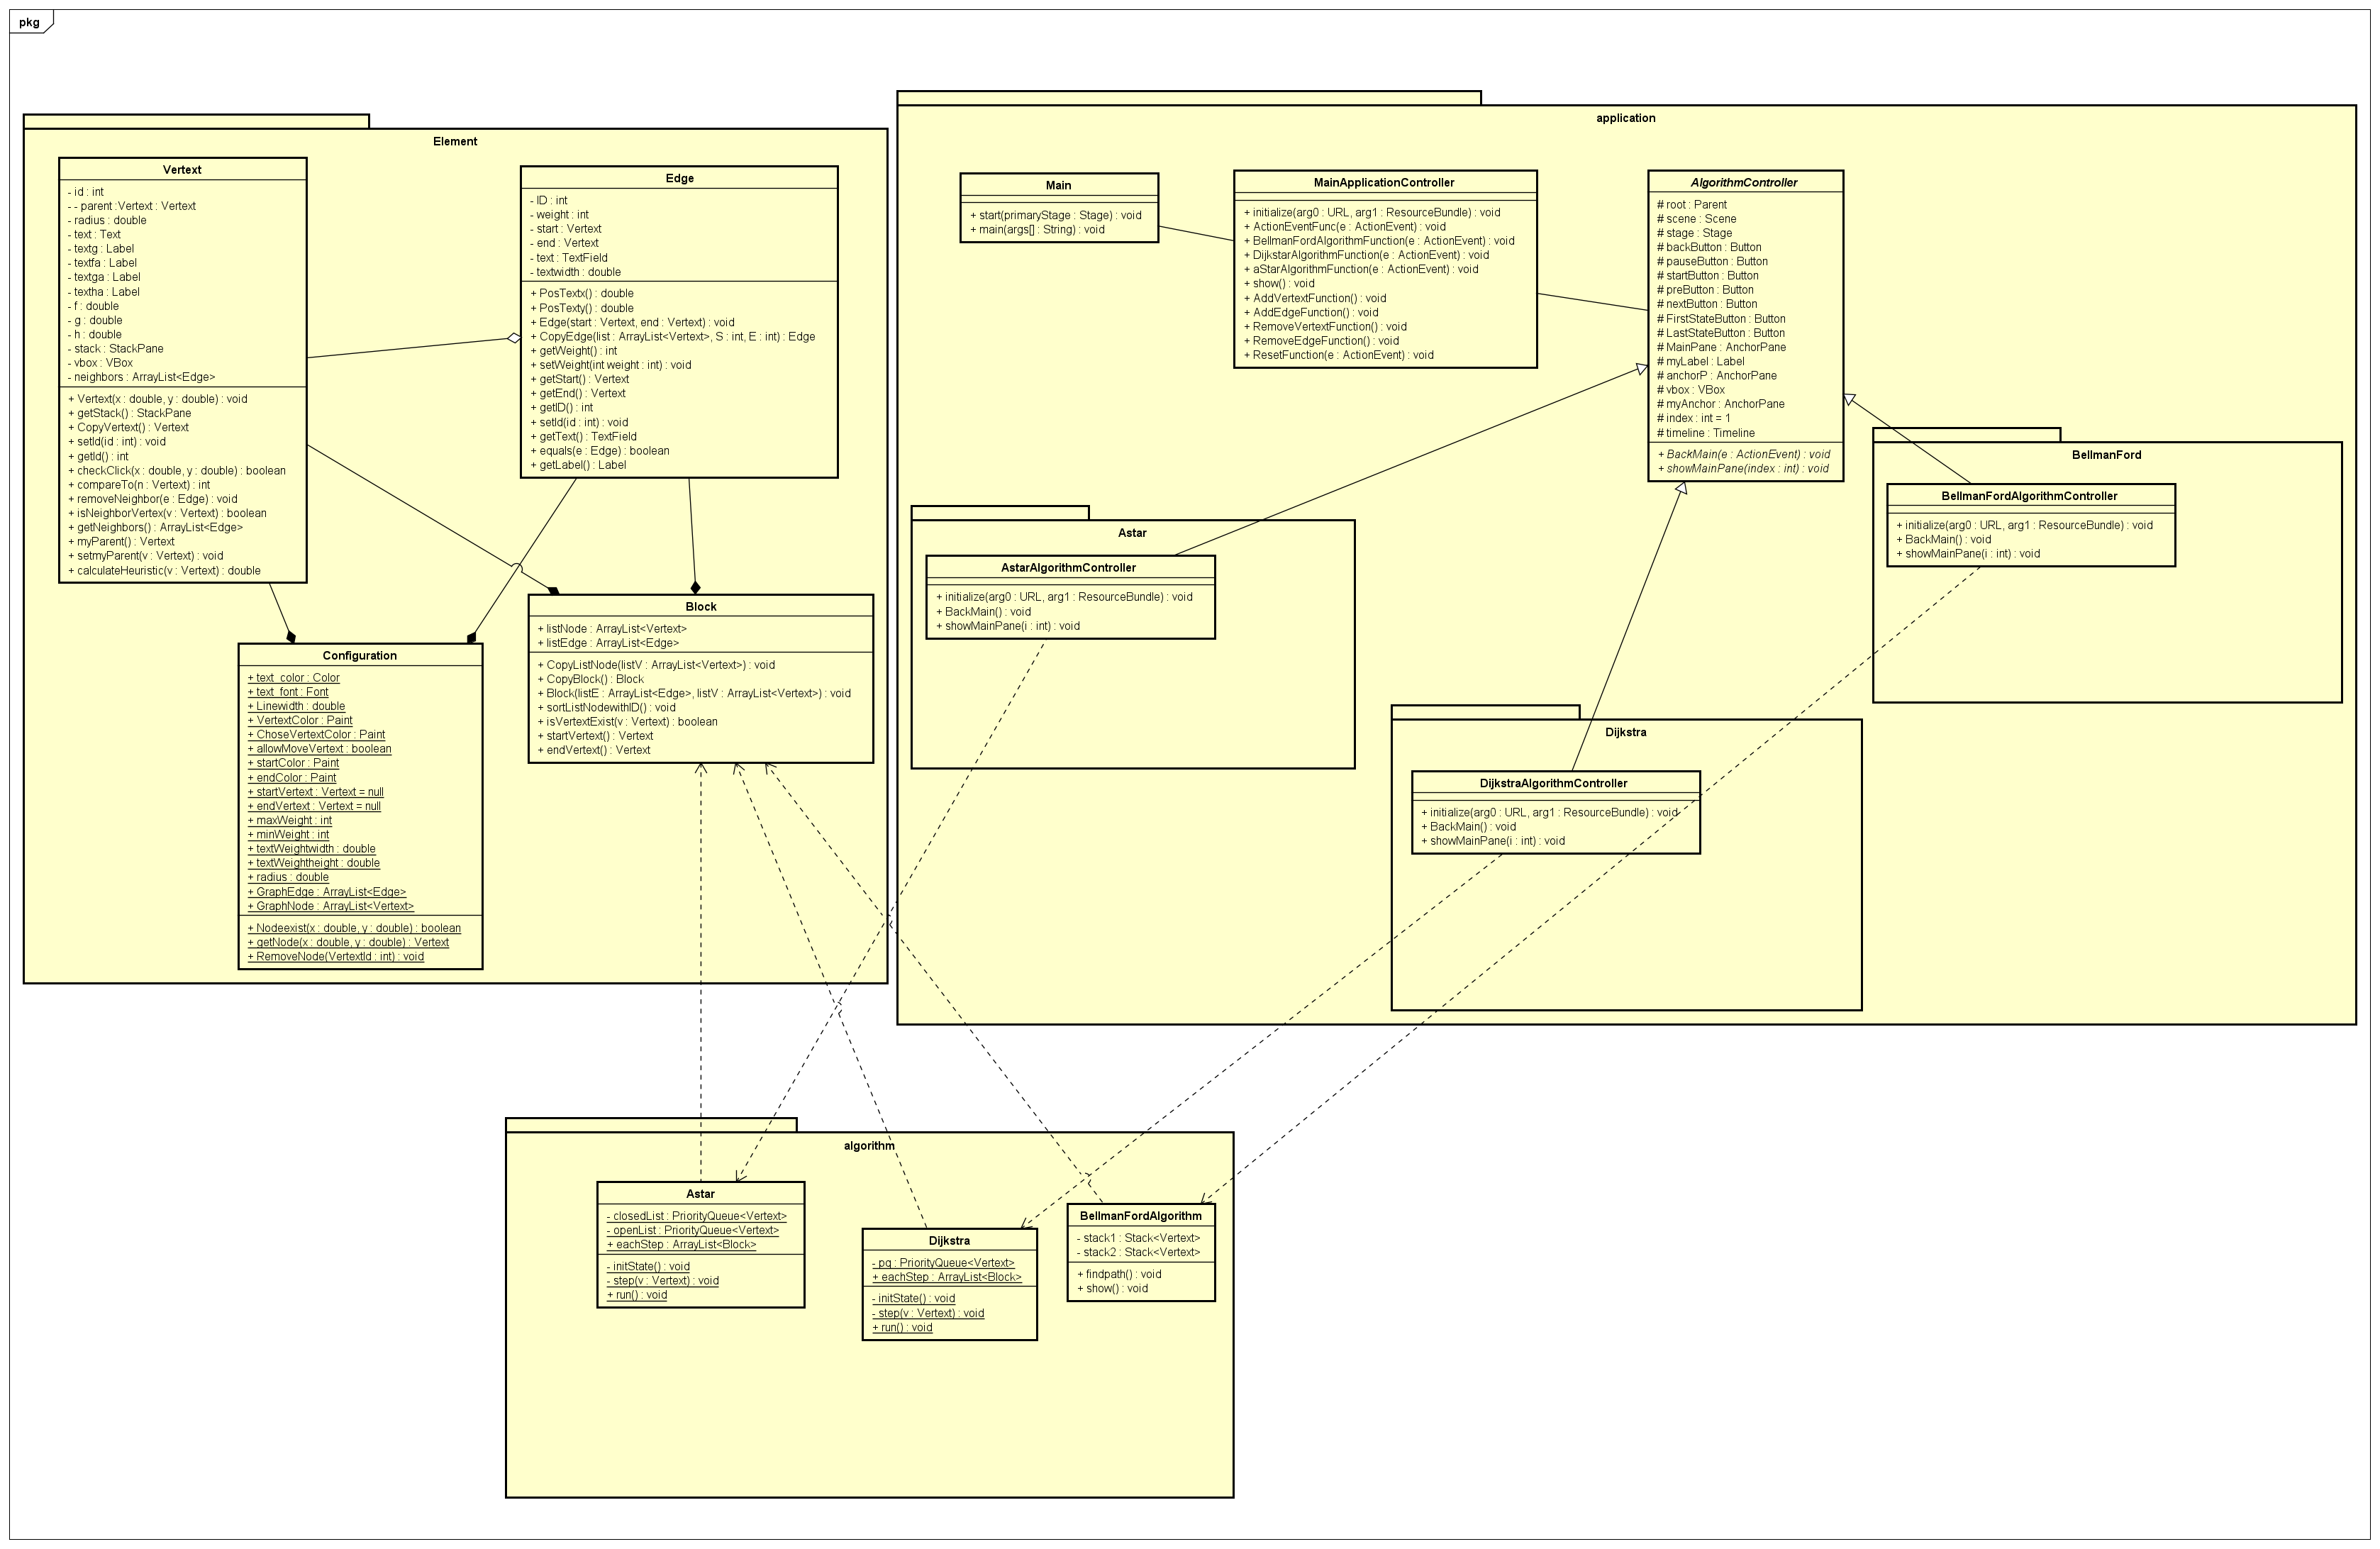 pkg
Element
Vertext
- id : int
- - parent :Vertext : Vertext
- radius : double
- text : Text
- textg : Label
- textfa : Label
- textga : Label
- textha : Label
- f : double
- g : double
- h : double
- stack : StackPane
- vbox : VBox
- neighbors : ArrayList<Edge>
+ Vertext(x : double, y : double) : void
+ getStack() : StackPane
+ CopyVertext() : Vertext
+ setId(id : int) : void
+ getId() : int
+ checkClick(x : double, y : double) : boolean
+ compareTo(n : Vertext) : int
+ removeNeighbor(e : Edge) : void
+ isNeighborVertex(v : Vertext) : boolean
+ getNeighbors() : ArrayList<Edge>
+ myParent() : Vertext
+ setmyParent(v : Vertext) : void
+ calculateHeuristic(v : Vertext) : double
Edge
- ID : int
- weight : int
- start : Vertext
- end : Vertext
- text : TextField
- textwidth : double
+ PosTextx() : double
+ PosTexty() : double
+ Edge(start : Vertext, end : Vertext) : void
+ CopyEdge(list : ArrayList<Vertext>, S : int, E : int) : Edge
+ getWeight() : int
+ setWeight(int weight : int) : void
+ getStart() : Vertext
+ getEnd() : Vertext
+ getID() : int
+ setId(id : int) : void
+ getText() : TextField
+ equals(e : Edge) : boolean
+ getLabel() : Label
Configuration
+ text_color : Color
+ text_font : Font
+ Linewidth : double
+ VertextColor : Paint
+ ChoseVertextColor : Paint
+ allowMoveVertext : boolean
+ startColor : Paint
+ endColor : Paint
+ startVertext : Vertext = null
+ endVertext : Vertext = null
+ maxWeight : int
+ minWeight : int
+ textWeightwidth : double
+ textWeightheight : double
+ radius : double
+ GraphEdge : ArrayList<Edge>
+ GraphNode : ArrayList<Vertext>
+ Nodeexist(x : double, y : double) : boolean
+ getNode(x : double, y : double) : Vertext
+ RemoveNode(VertextId : int) : void
Block
+ listNode : ArrayList<Vertext>
+ listEdge : ArrayList<Edge>
+ CopyListNode(listV : ArrayList<Vertext>) : void
+ CopyBlock() : Block
+ Block(listE : ArrayList<Edge>, listV : ArrayList<Vertext>) : void
+ sortListNodewithID() : void
+ isVertextExist(v : Vertext) : boolean
+ startVertext() : Vertext
+ endVertext() : Vertext
application
Main
+ start(primaryStage : Stage) : void
+ main(args[] : String) : void
MainApplicationController
+ initialize(arg0 : URL, arg1 : ResourceBundle) : void
+ ActionEventFunc(e : ActionEvent) : void
+ BellmanFordAlgorithmFunction(e : ActionEvent) : void
+ DijkstarAlgorithmFunction(e : ActionEvent) : void
+ aStarAlgorithmFunction(e : ActionEvent) : void
+ show() : void
+ AddVertextFunction() : void
+ AddEdgeFunction() : void
+ RemoveVertextFunction() : void
+ RemoveEdgeFunction() : void
+ ResetFunction(e : ActionEvent) : void
AlgorithmController
# root : Parent
# scene : Scene
# stage : Stage
# backButton : Button
# pauseButton : Button
# startButton : Button
# preButton : Button
# nextButton : Button
# FirstStateButton : Button
# LastStateButton : Button
# MainPane : AnchorPane
# myLabel : Label
# anchorP : AnchorPane
# vbox : VBox
# myAnchor : AnchorPane
# index : int = 1
# timeline : Timeline
+ BackMain(e : ActionEvent) : void
+ showMainPane(index : int) : void
BellmanFord
BellmanFordAlgorithmController
+ initialize(arg0 : URL, arg1 : ResourceBundle) : void
+ BackMain() : void
+ showMainPane(i : int) : void
Astar
AstarAlgorithmController
+ initialize(arg0 : URL, arg1 : ResourceBundle) : void
+ BackMain() : void
+ showMainPane(i : int) : void
Dijkstra
DijkstraAlgorithmController
+ initialize(arg0 : URL, arg1 : ResourceBundle) : void
+ BackMain() : void
+ showMainPane(i : int) : void
algorithm
Astar
- closedList : PriorityQueue<Vertext>
- openList : PriorityQueue<Vertext>
+ eachStep : ArrayList<Block>
- initState() : void
- step(v : Vertext) : void
+ run() : void
Dijkstra
- pq : PriorityQueue<Vertext>
+ eachStep : ArrayList<Block>
- initState() : void
- step(v : Vertext) : void
+ run() : void
BellmanFordAlgorithm
- stack1 : Stack<Vertext>
- stack2 : Stack<Vertext>
+ findpath() : void
+ show() : void